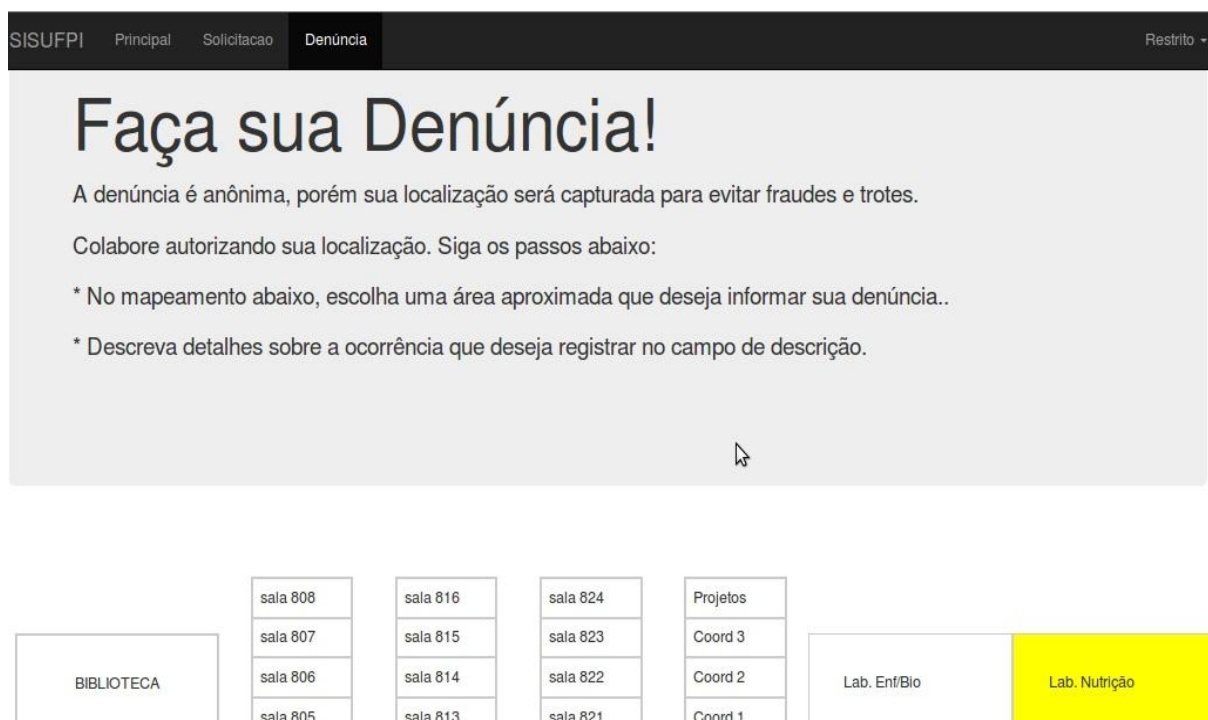 SISUFPI Principal Solicitacao Denúncia Restrito
Faça sua Denúncia!
A denúncia é anônima, porém sua localização será capturada para evitar fraudes e trotes.
Colabore autorizando sua localização. Siga os passos abaixo:
* No mapeamento abaixo, escolha uma área aproximada que deseja informar sua denúncia..
* Descreva detalhes sobre a ocorrência que deseja registrar no campo de descrição.
sala 808 sala 816 sala 824 Projetos
sala 807 sala 815 sala 823 Coord 3
BIBLIOTECA sala 806 sala 814 sala 822 Coord 2 Lab. Enf/Bio Lab. Nutrição
sala 805 sala 813 sala 821 Coord 1